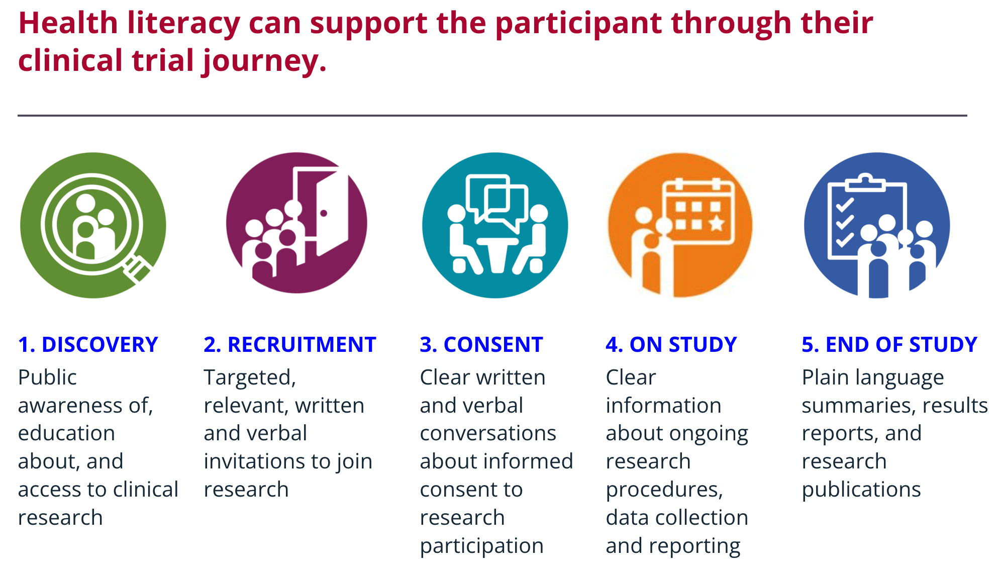 Health literacy can support the participant through their
clinical trial journey.
1. DISCOVERY
Public
awareness of,
education
about, and
access to clinical
research
2. RECRUITMENT
Targeted,
relevant, written
and verbal
invitations to join
research
3. CONSENT
Clear written
and verbal
conversations
about informed
consent to
research
participation
4. ON STUDY
Clear
information
about ongoing
research
procedures,
data collection
and reporting
5. END OF STUDY
Plain language
summaries, results
reports, and
research
publications